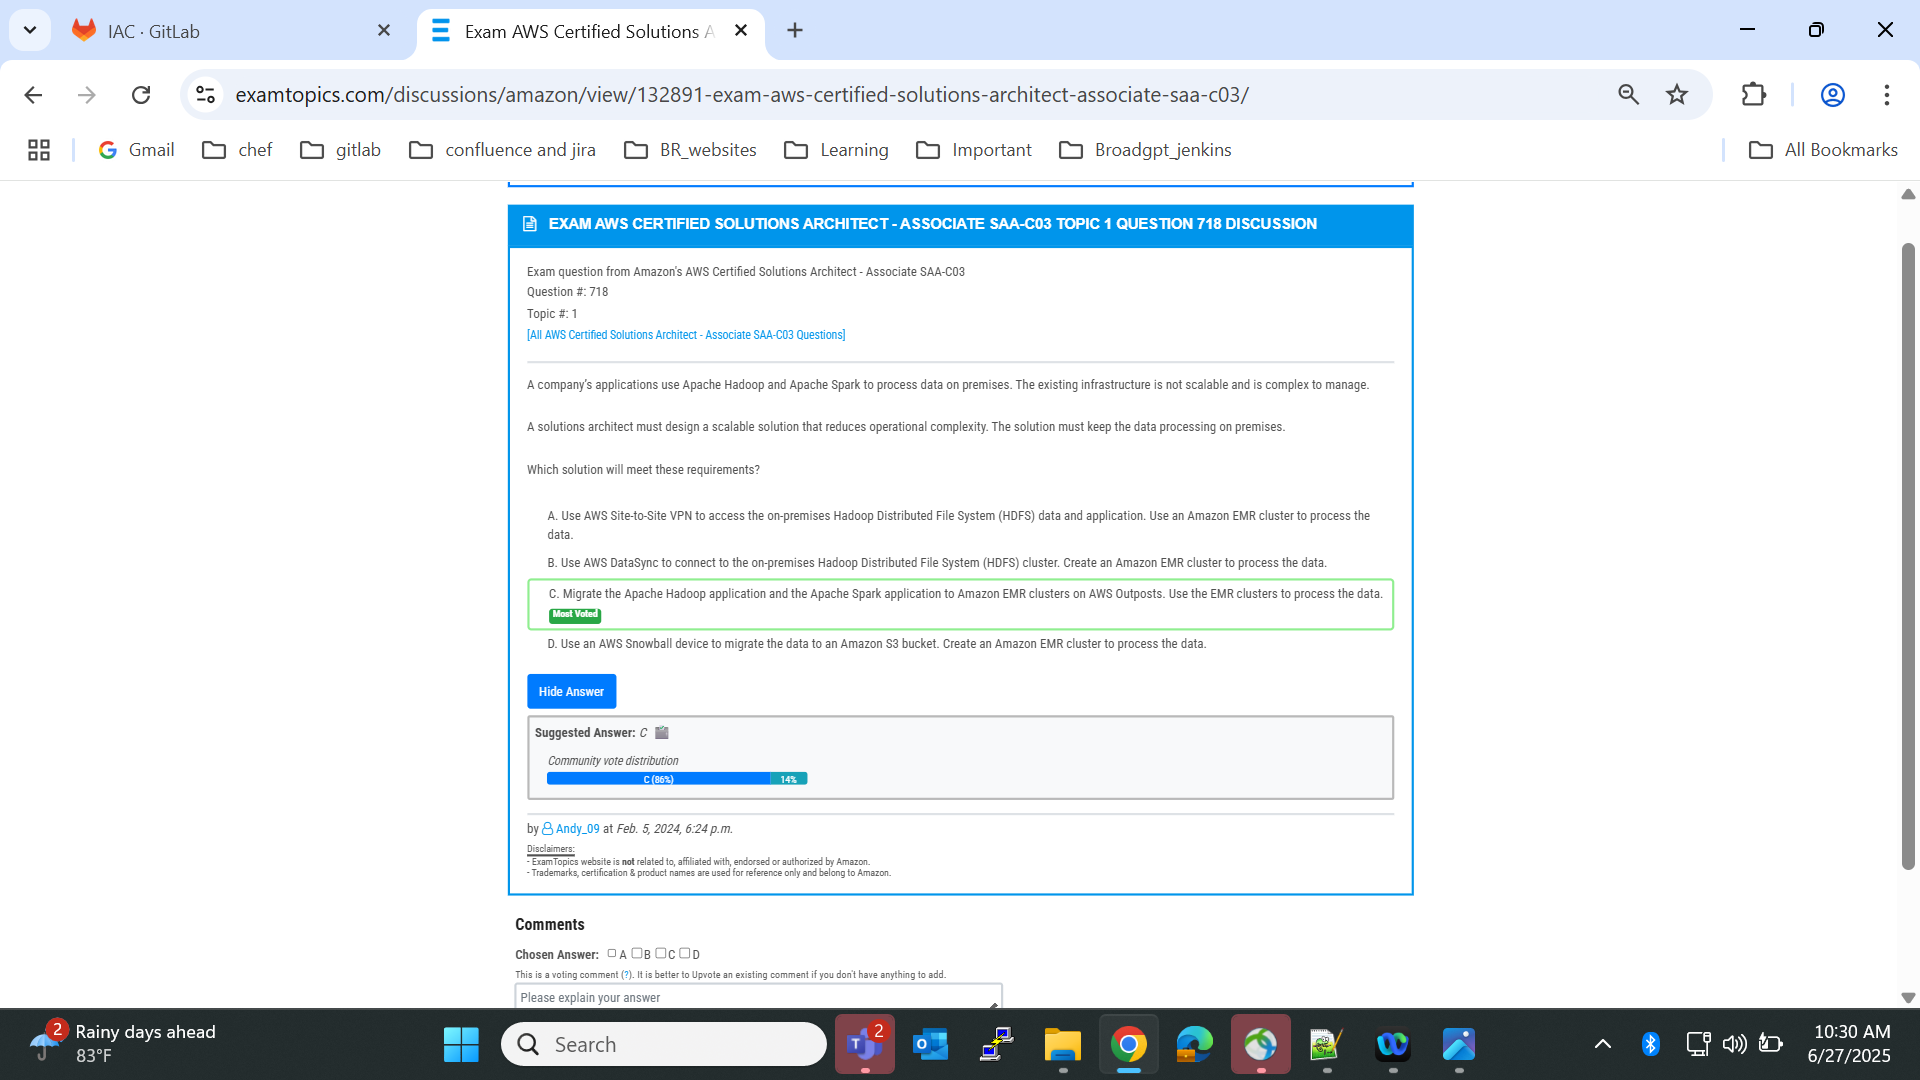 IAC · GitLab
Exam AWS Certified Solutions A
examtopics.com/discussions/amazon/view/132891-exam-aws-certified-solutions-architect-associate-saa-c03/
Gmail
chef
gitlab
confluence and jira
BR_websites
Learning
Important
Broadgpt_jenkins
All Bookmarks
EXAM AWS CERTIFIED SOLUTIONS ARCHITECT - ASSOCIATE SAA-C03 TOPIC 1 QUESTION 718 DISCUSSION
Exam question from Amazon's AWS Certified Solutions Architect - Associate SAA-C03
Question #: 718
Topic #: 1
[All AWS Certified Solutions Architect - Associate SAA-C03 Questions]
A company's applications use Apache Hadoop and Apache Spark to process data on premises. The existing infrastructure is not scalable and is complex to manage.
A solutions architect must design a scalable solution that reduces operational complexity. The solution must keep the data processing on premises.
Which solution will meet these requirements?
A. Use AWS Site-to-Site VPN to access the on-premises Hadoop Distributed File System (HDFS) data and application. Use an Amazon EMR cluster to process the
data.
B. Use AWS DataSync to connect to the on-premises Hadoop Distributed File System (HDFS) cluster. Create an Amazon EMR cluster to process the data.
C. Migrate the Apache Hadoop application and the Apache Spark application to Amazon EMR clusters on AWS Outposts. Use the EMR clusters to process the data.
Most Voted
D. Use an AWS Snowball device to migrate the data to an Amazon S3 bucket. Create an Amazon EMR cluster to process the data.
Hide Answer
Suggested Answer: C
Community vote distribution
C (86%)
14%
by Andy_09 at Feb. 5, 2024, 6:24 p.m.
Disclaimers:
- ExamTopics website is not related to, affiliated with, endorsed or authorized by Amazon.
- Trademarks, certification & product names are used for reference only and belong to Amazon.
Comments
Chosen Answer: A B C D
This is a voting comment (?). It is better to Upvote an existing comment if you don't have anything to add.
Please explain your answer
2
Rainy days ahead
83°F
Search
2
10:30 AM
6/27/2025